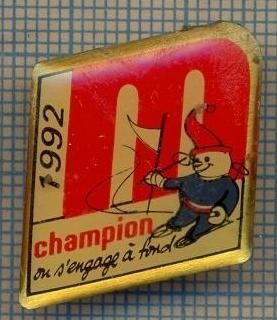 1992
champion
on s'engage à fond